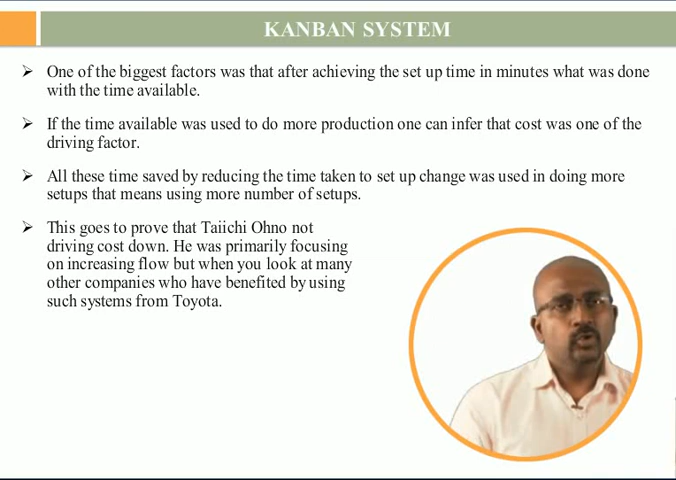 KANBAN SYSTEM
One of the biggest factors was that after achieving the set up time in minutes what was done
with the time available.
If the time available was used to do more production one can infer that cost was one of the
driving factor.
All these time saved by reducing the time taken to set up change was used in doing more
setups that means using more number of setups.
This goes to prove that Taiichi Ohno not
driving cost down. He was primarily focusing
on increasing flow but when you look at many
other companies who have benefited by using
such systems from Toyota.